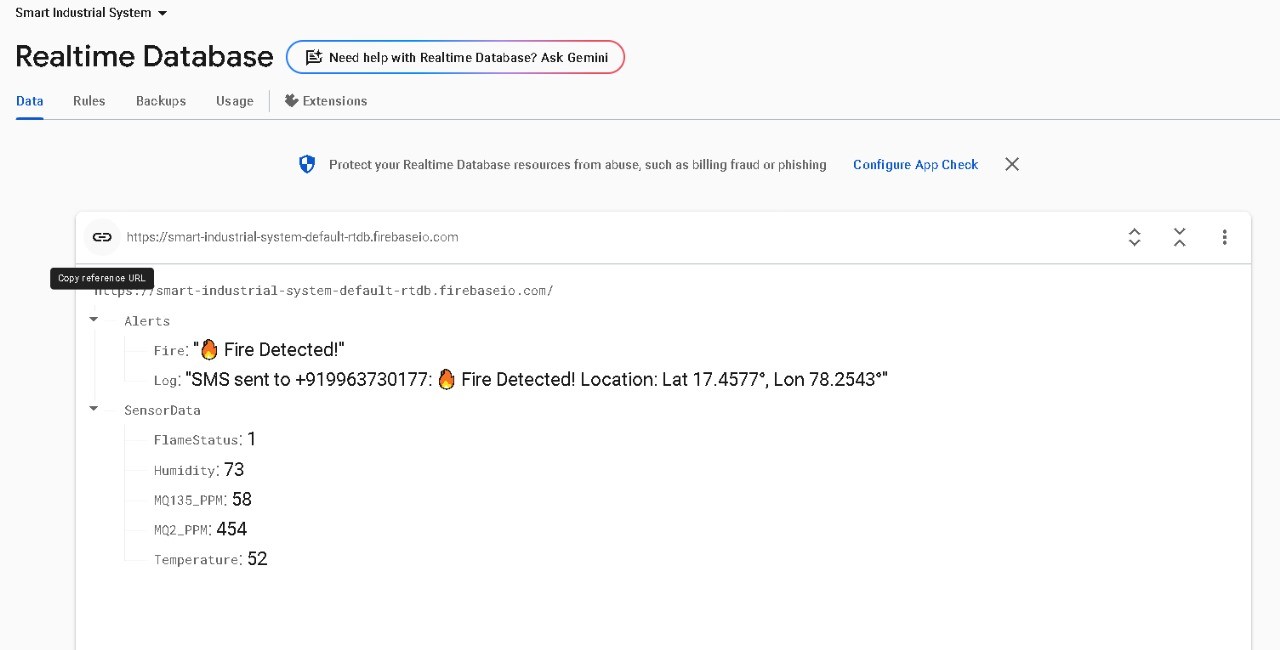 Smart Industrial System
Realtime Database
Need help with Realtime Database? Ask Gemini
Data Rules Backups Usage Extensions
Protect your Realtime Database resources from abuse, such as billing fraud or phishing Configure App Check
https://smart-industrial-system-default-rtdb.firebaseio.com
Copy reference URL
https://smart-industrial-system-default-rtdb.firebaseio.com/
Alerts
Fire: "🔥 Fire Detected!"
Log: "SMS sent to +919963730177: 🔥 Fire Detected! Location: Lat 17.4577°, Lon 78.2543°"
SensorData
FlameStatus: 1
Humidity: 73
MQ135_PPM: 58
MQ2_PPM: 454
Temperature: 52